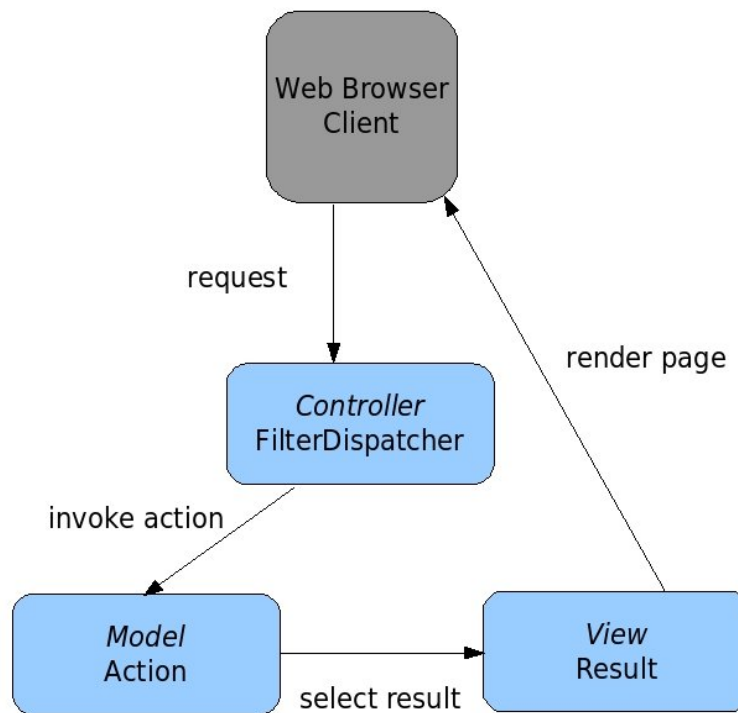 Web Browser
Client
request
render page
Controller
FilterDispatcher
invoke action
Model
Action
select result
View
Result